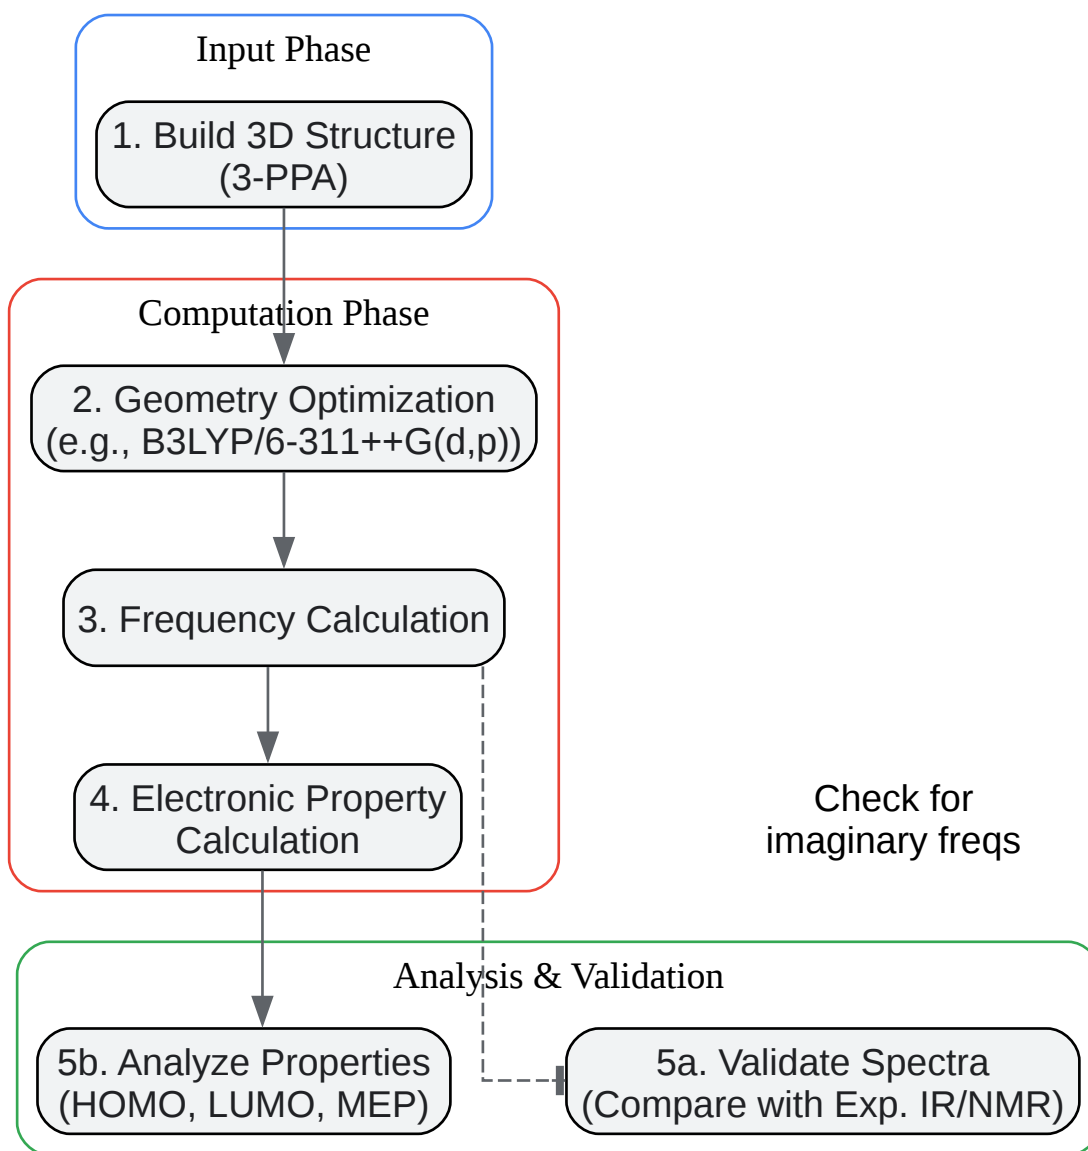 Input Phase
1. Build 3D Structure
(3-PPA)
Computation Phase
2. Geometry Optimization
(e.g., B3LYP/6-311++G(d,p))
3. Frequency Calculation
4. Electronic Property
Calculation
Check for
imaginary freqs
Analysis & Validation
5b. Analyze Properties
(HOMO, LUMO, MEP)
5a. Validate Spectra
(Compare with Exp. IR/NMR)